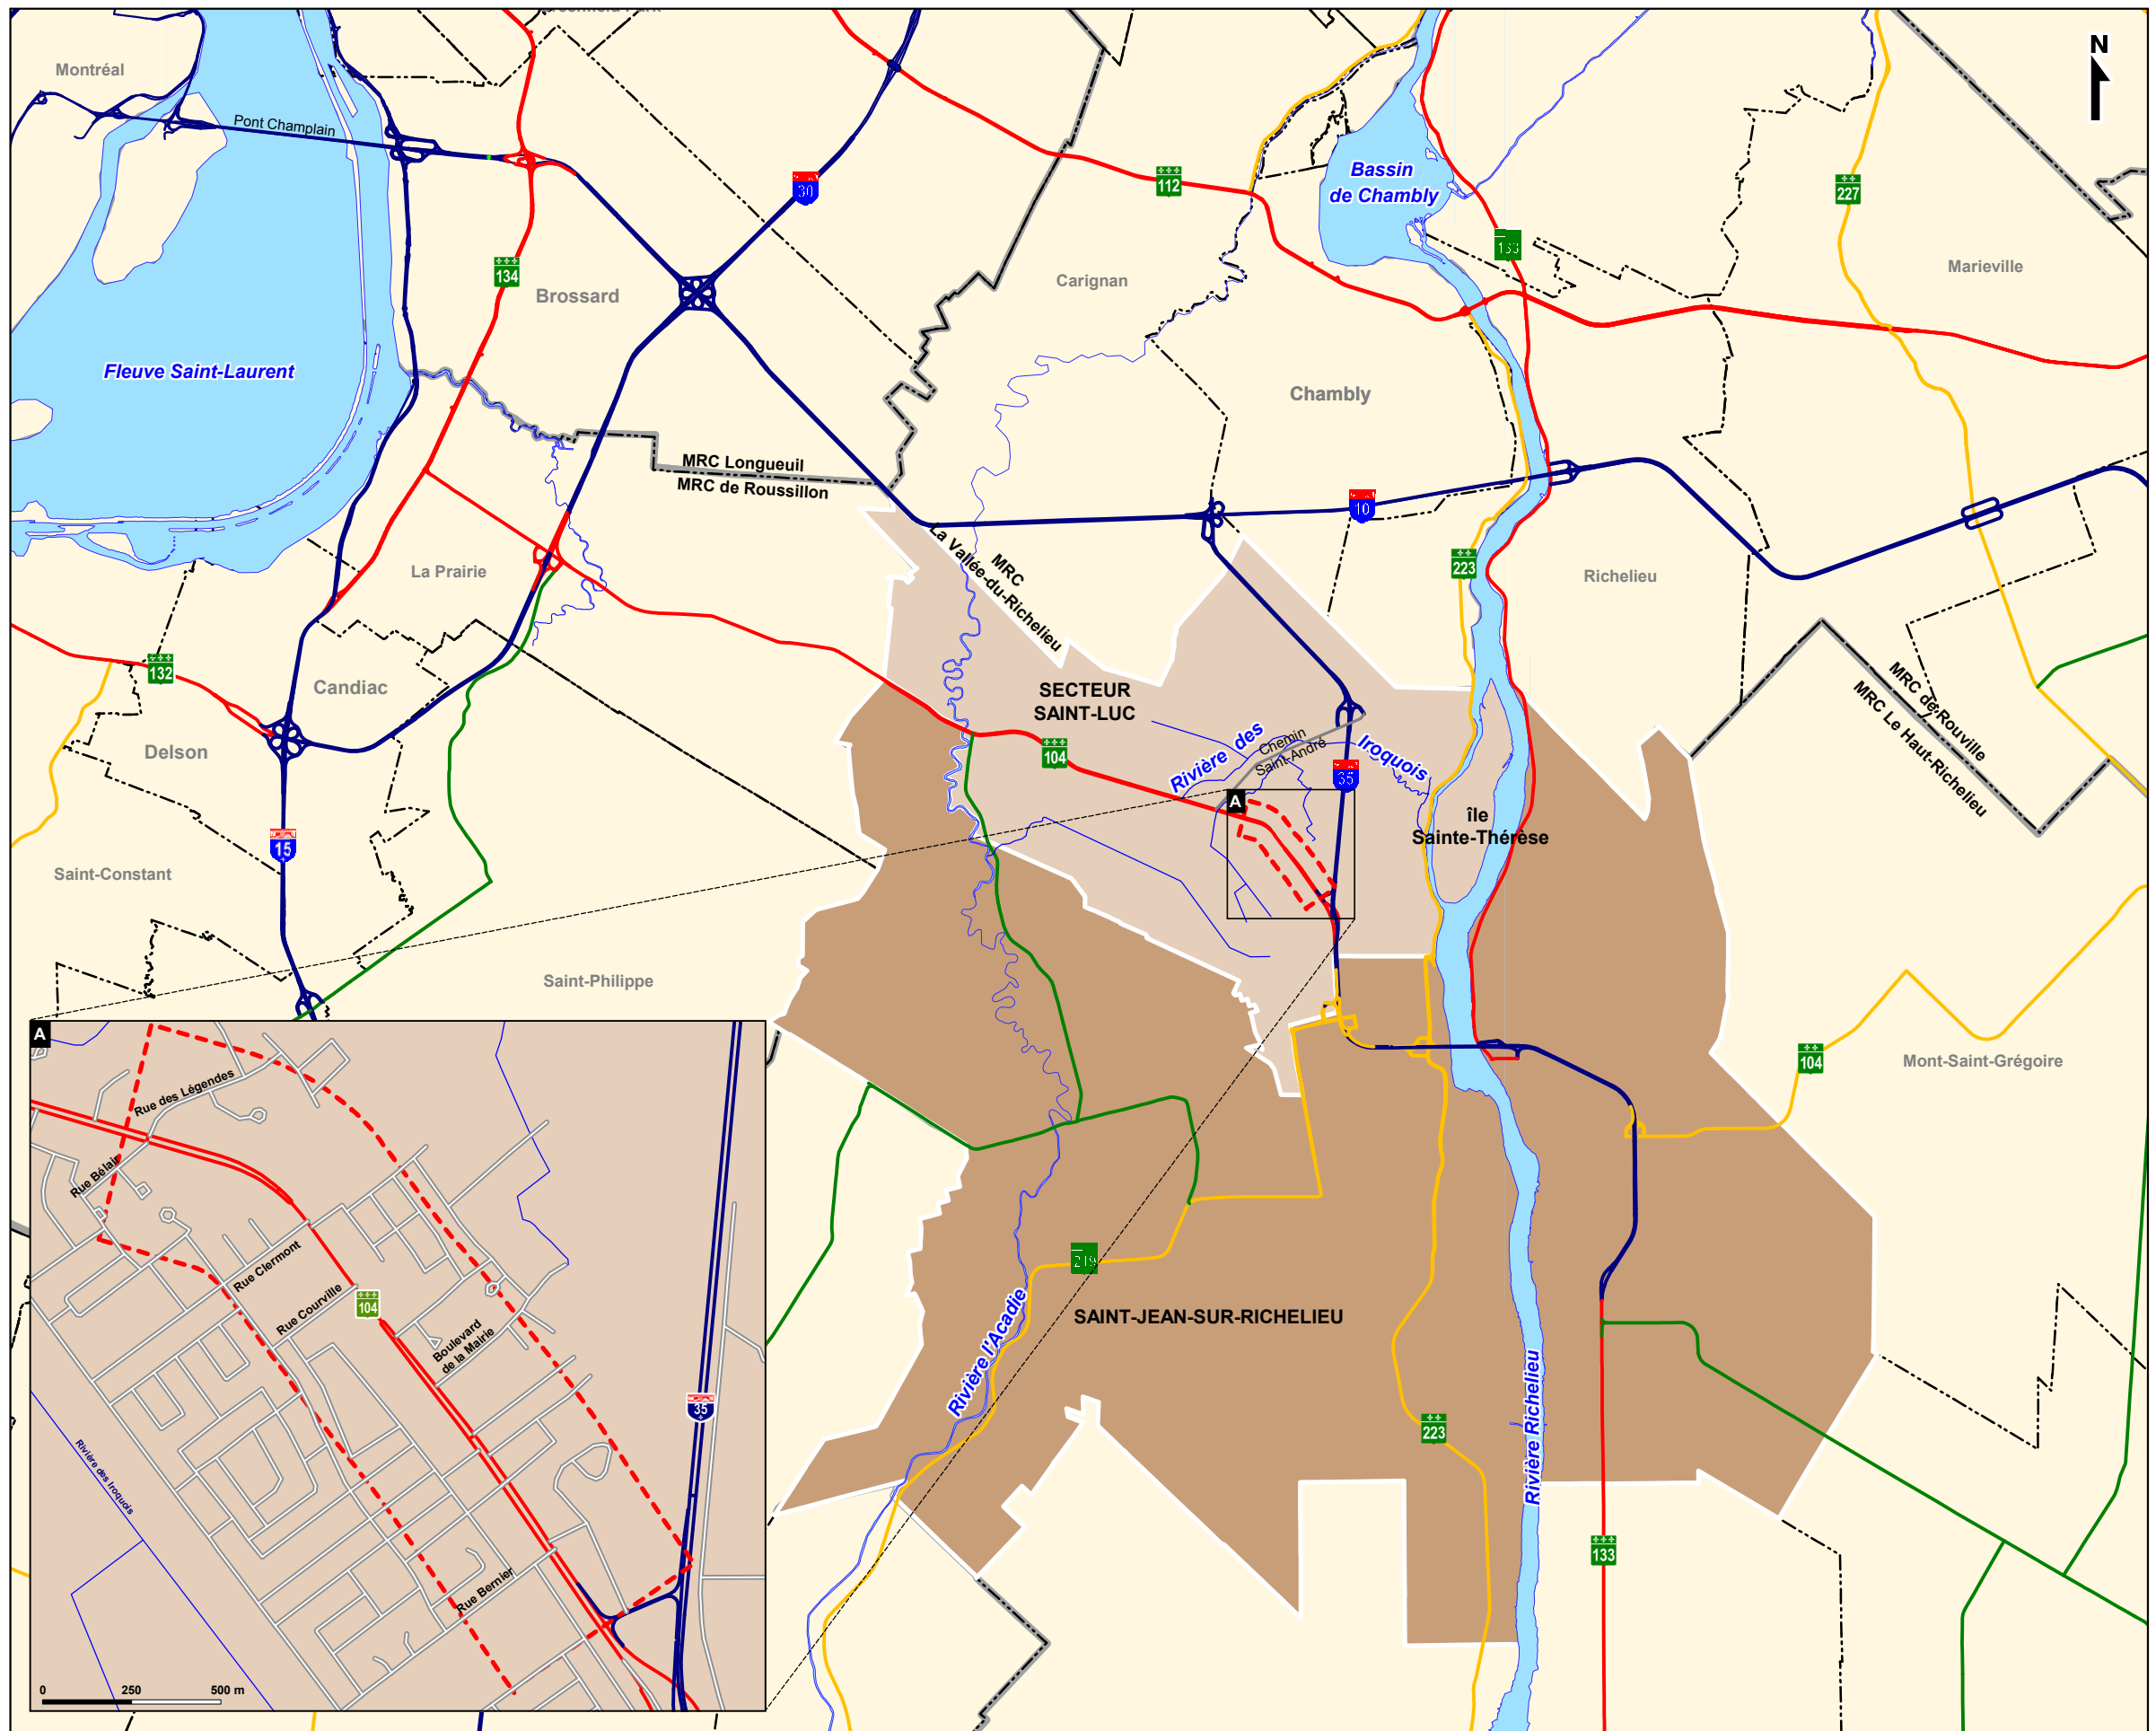 N
Montréal
Pont Champlain
30
112
227
Bassin
de Chambly
134
Brossard
Carignan
Marieville
Fleuve Saint-Laurent
Chambly
MRC Longueuil
MRC de Roussillon
10
La Prairie
MRC
La Vallée-du-Richelieu
223
Richelieu
132
Candiac
SECTEUR
SAINT-LUC
MRC de Rouville
MRC Le Haut-Richelieu
Delson
104
Rivière des
Iroquois
Chemin
Saint-André
35
A
île
Sainte-Thérèse
15
Saint-Constant
Saint-Philippe
104
Mont-Saint-Grégoire
219
SAINT-JEAN-SUR-RICHELIEU
Rivière l'Acadie
223
Rivière Richelieu
133
A
Rue des Légendes
Rue Bélair
Rue Clermont
Rue Courville
104
Boulevard
de la Mairie
35
Rivière des Iroquois
Rue Bernier
0 250 500 m